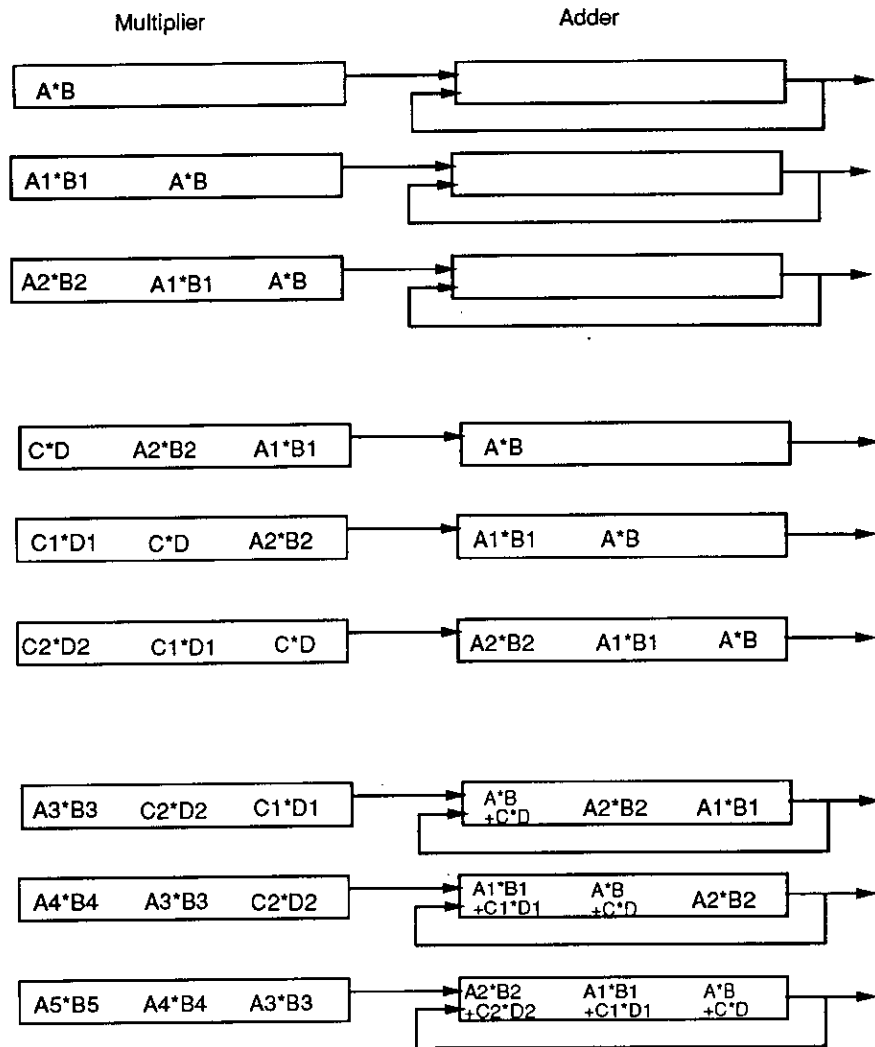 Multiplier Adder
A*B
A1*B1 A*B
A2*B2 A1*B1 A*B
C*D A2*B2 A1*B1 A*B
C1*D1 C*D A2*B2 A1*B1 A*B
C2*D2 C1*D1 C*D A2*B2 A1*B1 A*B
A3*B3 C2*D2 C1*D1 A*B +C*D A2*B2 A1*B1
A4*B4 A3*B3 C2*D2 A1*B1 +C1*D1 A*B +C*D A2*B2
A5*B5 A4*B4 A3*B3 A2*B2 +C2*D2 A1*B1 +C1*D1 A*B +C*D